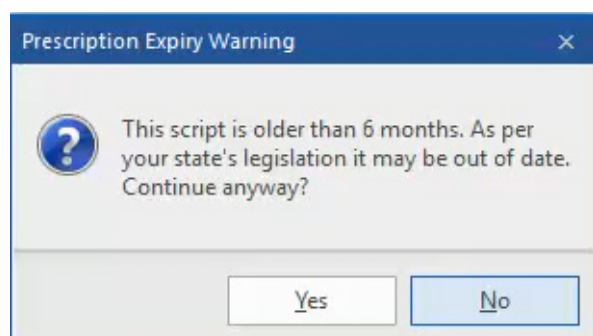 Prescription Expiry Warning
This script is older than 6 months. As per
your state's legislation it may be out of date.
Continue anyway?
Yes
No